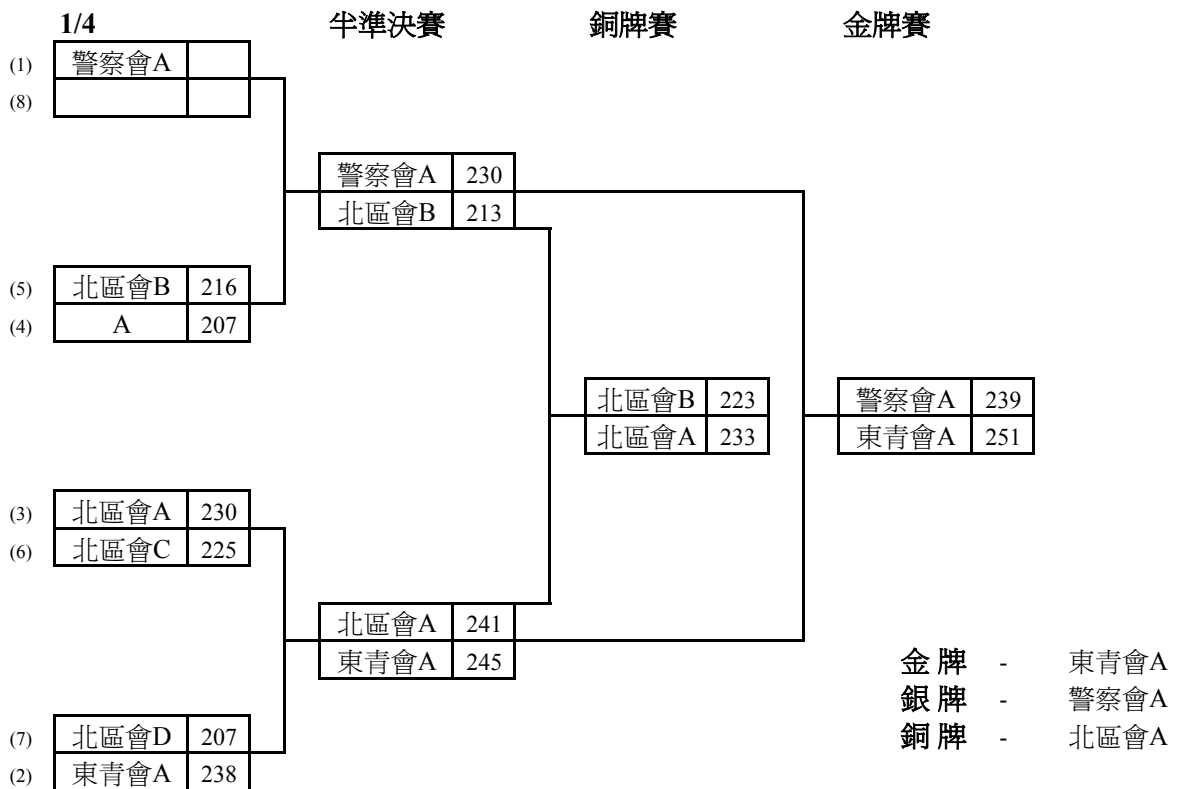 1/4 半準決賽 銅牌賽 金牌賽
(1) 警察會A
(8)
警察會A 230
北區會B 213
(5) 北區會B 216
(4) A 207
北區會B 223 警察會A 239
北區會A 233 東青會A 251
(3) 北區會A 230
(6) 北區會C 225
北區會A 241
東青會A 245
金 牌 - 東青會A
銀 牌 - 警察會A
銅 牌 - 北區會A
(7) 北區會D 207
(2) 東青會A 238